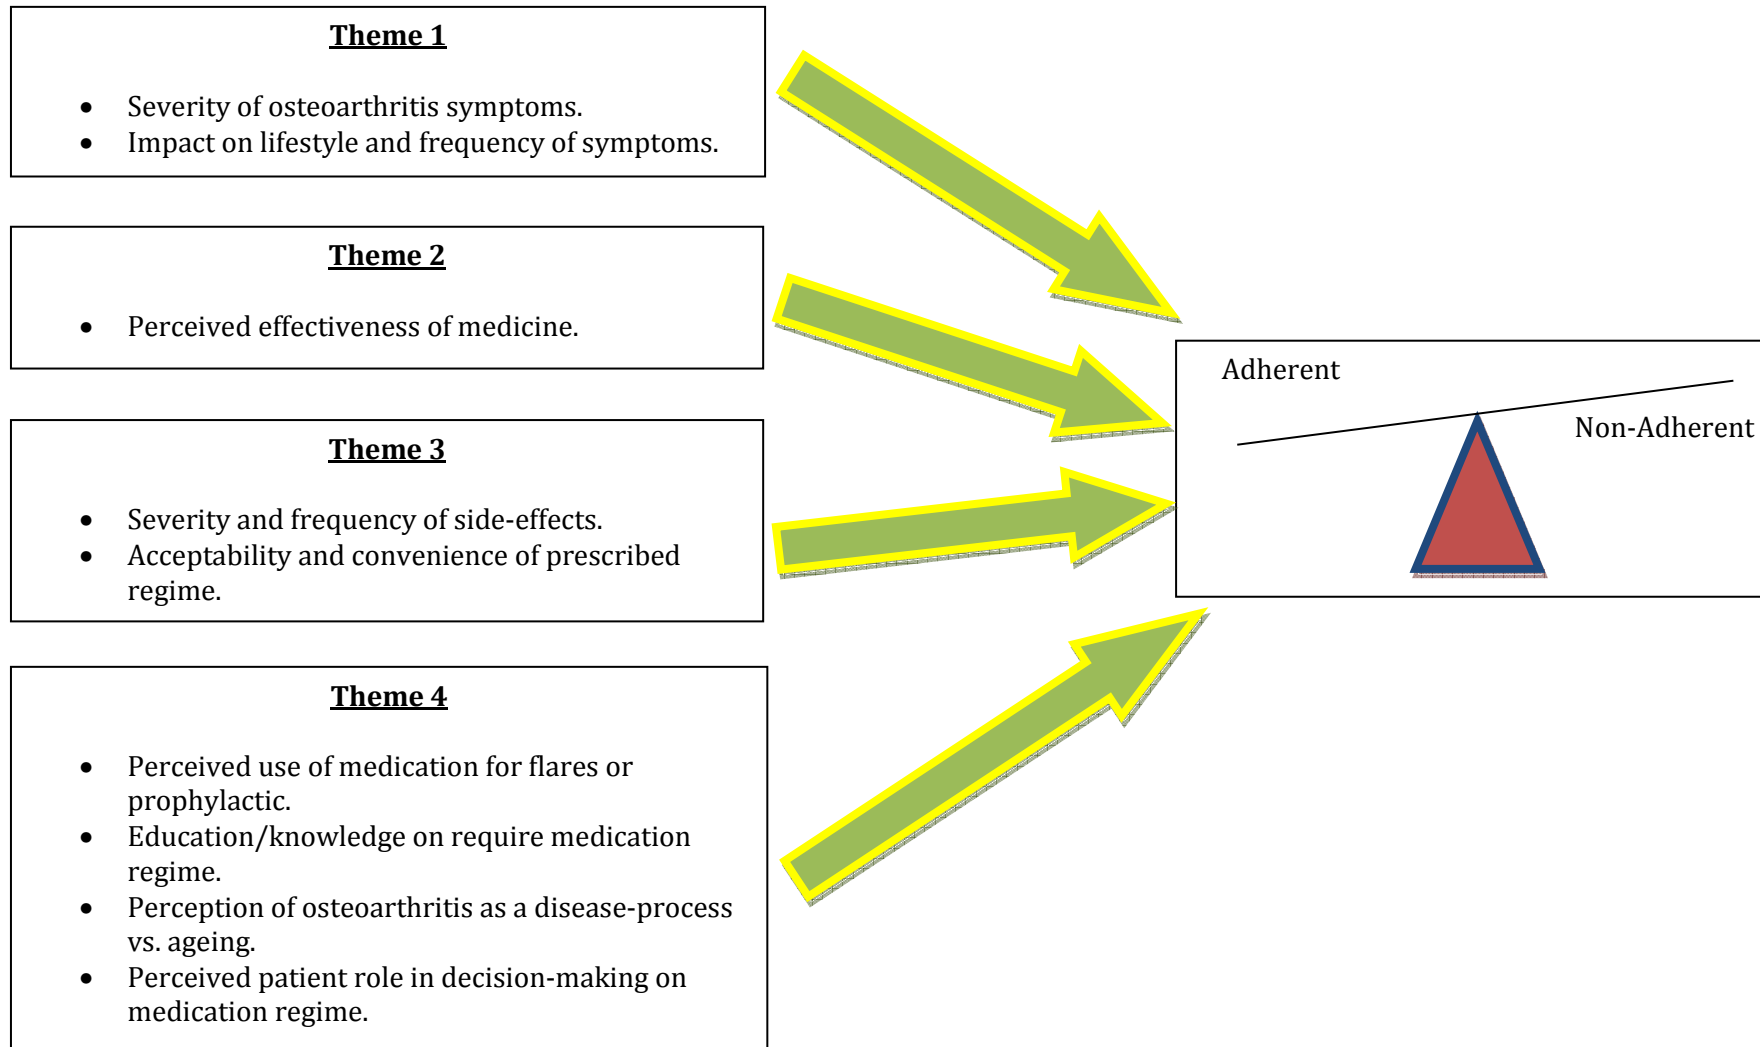 Theme 1
• Severity of osteoarthritis symptoms.
• Impact on lifestyle and frequency of symptoms.
Theme 2
• Perceived effectiveness of medicine.
Theme 3
• Severity and frequency of side-effects.
• Acceptability and convenience of prescribed
regime.
Theme 4
• Perceived use of medication for flares or
prophylactic.
• Education/knowledge on require medication
regime.
• Perception of osteoarthritis as a disease-process
vs. ageing.
• Perceived patient role in decision-making on
medication regime.
Adherent
Non-Adherent